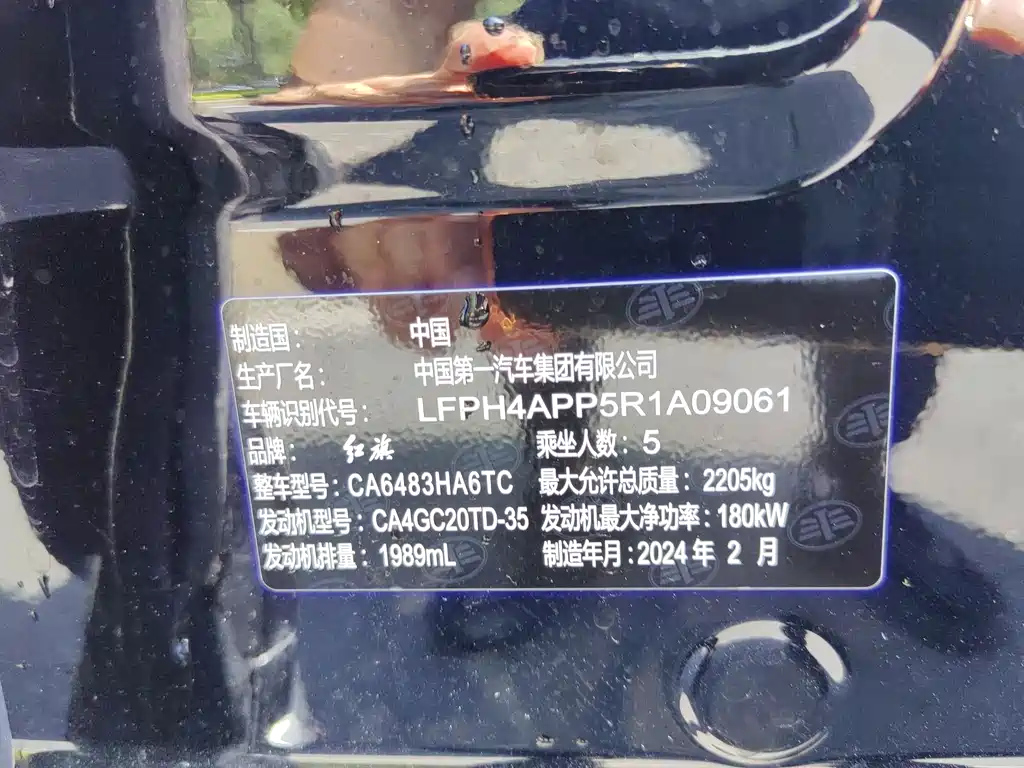 制造国： 中国
生产厂名： 中国第一汽车集团有限公司
车辆识别代号： LFPH4APP5R1A09061
品牌： 红旗 乘坐人数：5
整车型号：CA6483HA6TC 最大允许总质量：2205kg
发动机型号：CA4GC20TD-35 发动机最大净功率：180kW
发动机排量：1989mL 制造年月：2024年 2 月